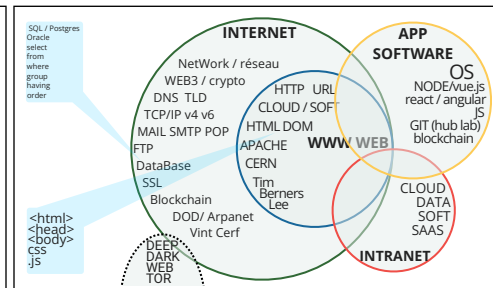 SQL / Postgres
Oracle
select
from
where
group
having
order
<html>
<head>
<body>
css
.js
INTERNET
NetWork / réseau
WEB3 / crypto
DNS TLD
TCP/IP v4 v6
MAIL SMTP POP
FTP
DataBase
SSL
Blockchain
DOD/ Arpanet
Vint Cerf
DEEP
DARK
WEB
TOR
HTTP URL
CLOUD / SOFT
HTML DOM
APACHE
WWW WEB
CERN
Tim
Berners
Lee
APP
SOFTWARE
OS
NODE/vue.js
react / angular
JS
GIT (hub lab)
blockchain
CLOUD
DATA
SOFT
SAAS
INTRANET